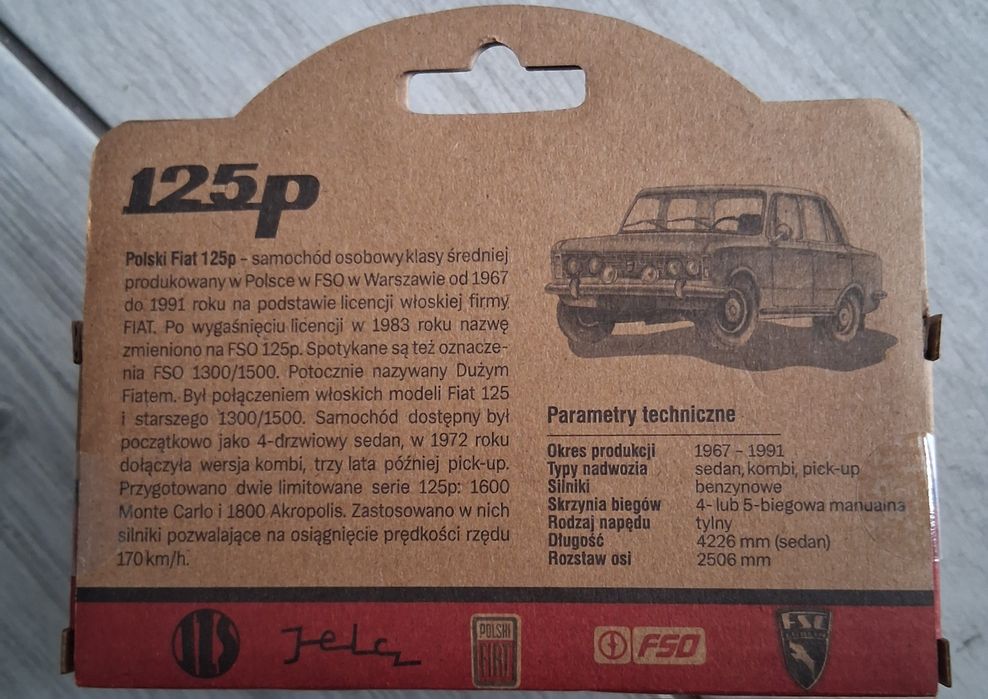 125p
Polski Fiat 125p – samochód osobowy klasy średniej
produkowany w Polsce w FSO w Warszawie od 1967
do 1991 roku na podstawie licencji włoskiej firmy
FIAT. Po wygaśnięciu licencji w 1983 roku nazwę
zmieniono na FSO 125p. Spotykane są też oznacze-
nia FSO 1300/1500. Potocznie nazywany Dużym
Fiatem. Był połączeniem włoskich modeli Fiat 125
i starszego 1300/1500. Samochód dostępny był
początkowo jako 4-drzwiowy sedan, w 1972 roku
dołączyła wersja kombi, trzy lata później pick-up.
Przygotowano dwie limitowane serie 125p: 1600
Monte Carlo i 1800 Akropolis. Zastosowano w nich
silniki pozwalające na osiągnięcie prędkości rzędu
170 km/h.
Parametry techniczne
Okres produkcji 1967 – 1991
Typy nadwozia sedan, kombi, pick-up
Silniki benzynowe
Skrzynia biegów 4- lub 5-biegowa manualna
Rodzaj napędu tylny
Długość 4226 mm (sedan)
Rozstaw osi 2506 mm
Jelcz
POLSKI
FIAT
FSO
FSC